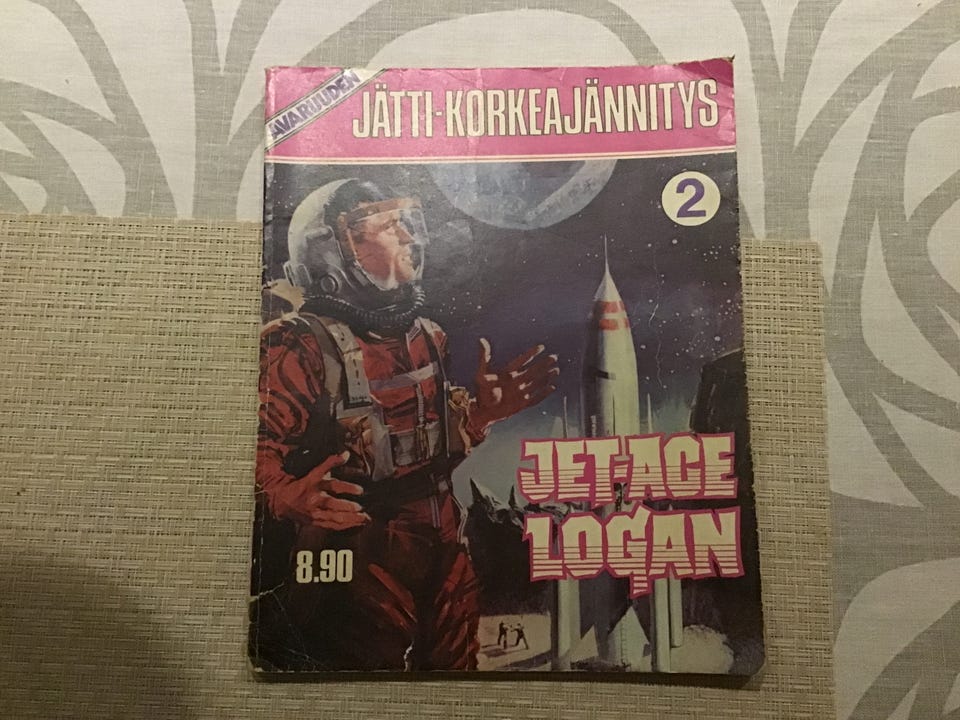 AVARUUDEN
JÄTTI-KORKEAJÄNNITYS
2
JET-ACE
LOGAN
8.90